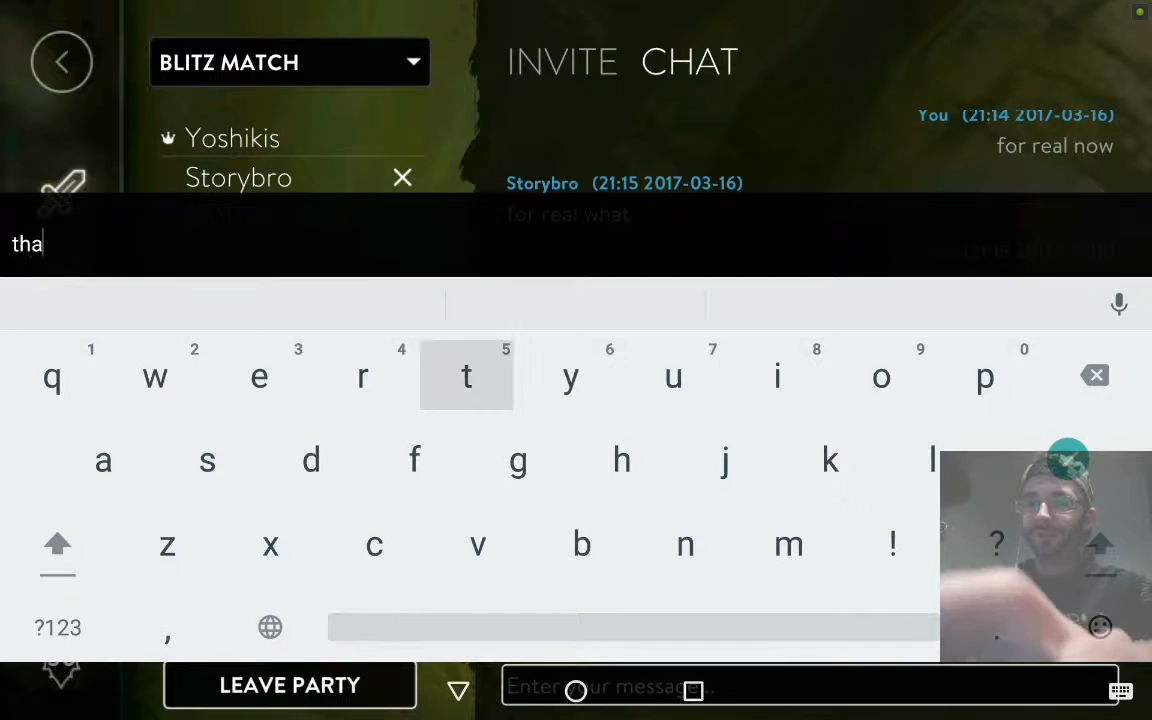 BLITZ MATCH
INVITE CHAT
You (21:14 2017-03-16)
for real now
Yoshikis
Storybro
Storybro (21:15 2017-03-16)
for real what
tha
1 2 3 4 5 6 7 8 9 0
q w e r t y u i o p
a s d f g h j k l
z x c v b n m ! ?
?123 , .
LEAVE PARTY
Enter your message...